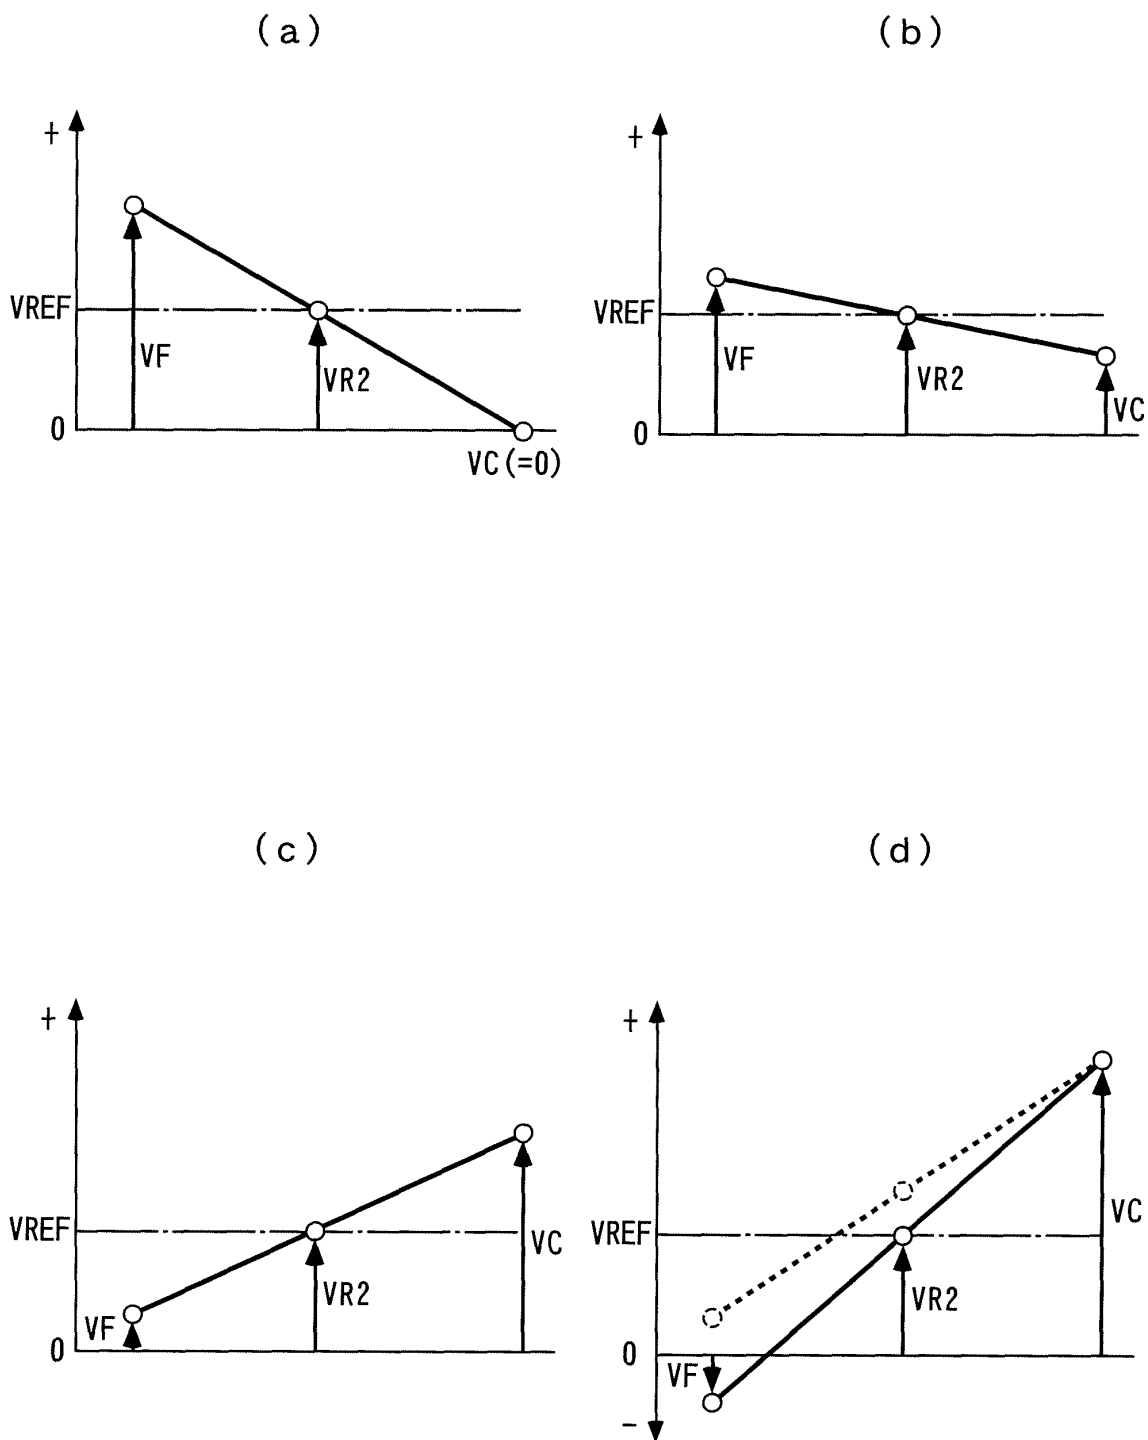 (a)
+
VREF
VF
VR2
0
VC(=0)
(b)
+
VREF
VF
VR2
VC
0
(c)
+
VREF
VC
VR2
VF
0
(d)
+
VREF
VC
VR2
0
VF
-